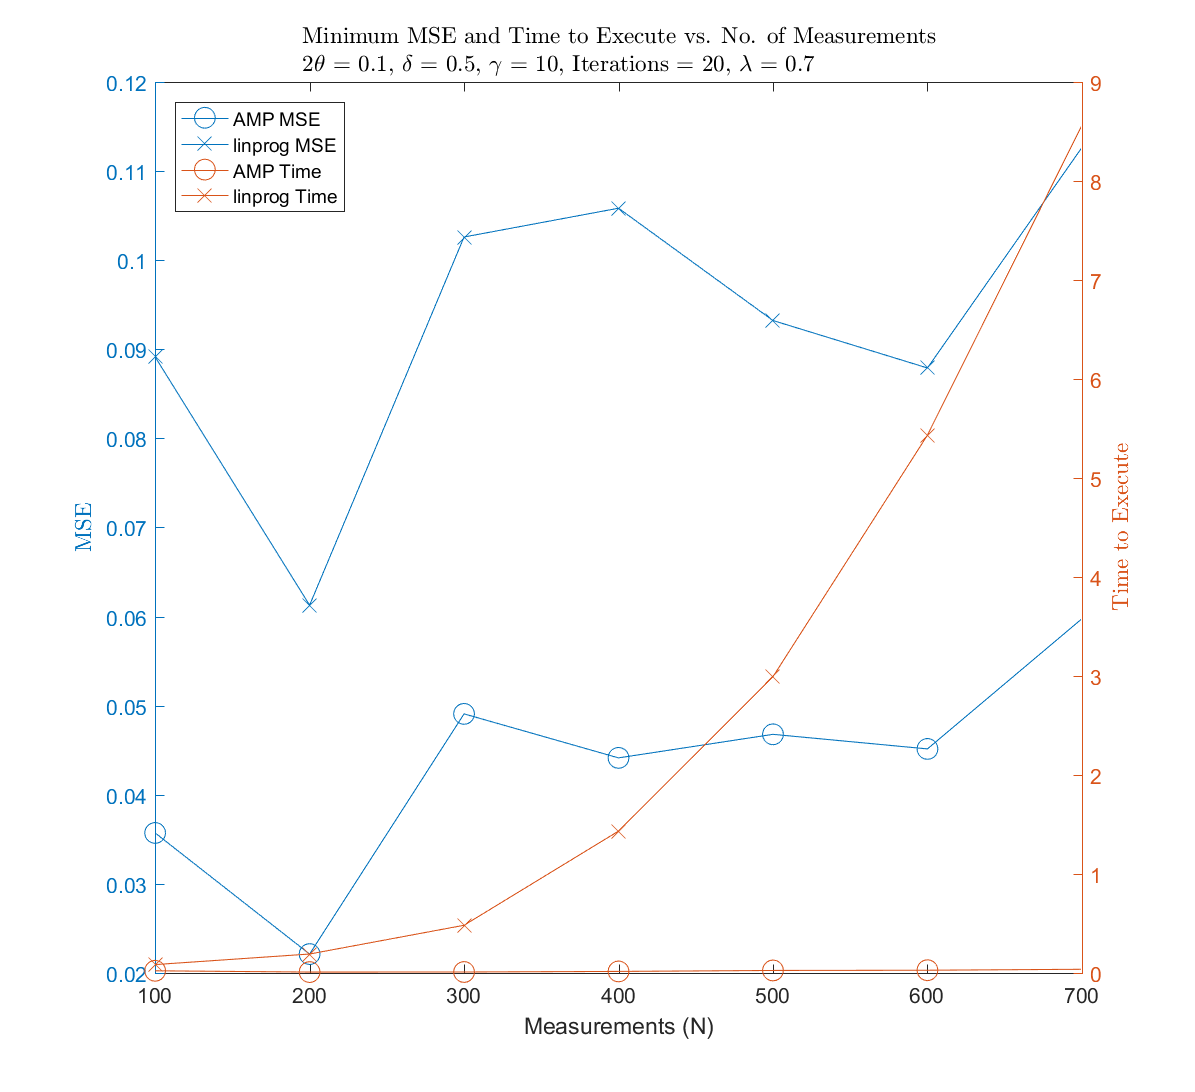 Minimum MSE and Time to Execute vs. No. of Measurements
2θ = 0.1, δ = 0.5, γ = 10, Iterations = 20, λ = 0.7
AMP MSE
linprog MSE
AMP Time
linprog Time
0.12
0.11
0.1
0.09
0.08
0.07
0.06
0.05
0.04
0.03
0.02
MSE
9
8
7
6
5
4
3
2
1
0
Time to Execute
100 200 300 400 500 600 700
Measurements (N)